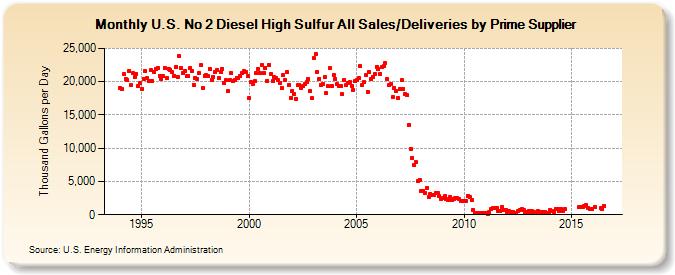 Monthly U.S. No 2 Diesel High Sulfur All Sales/Deliveries by Prime Supplier
Thousand Gallons per Day
25,000
20,000
15,000
10,000
5,000
0
1995 2000 2005 2010 2015
Source: U.S. Energy Information Administration